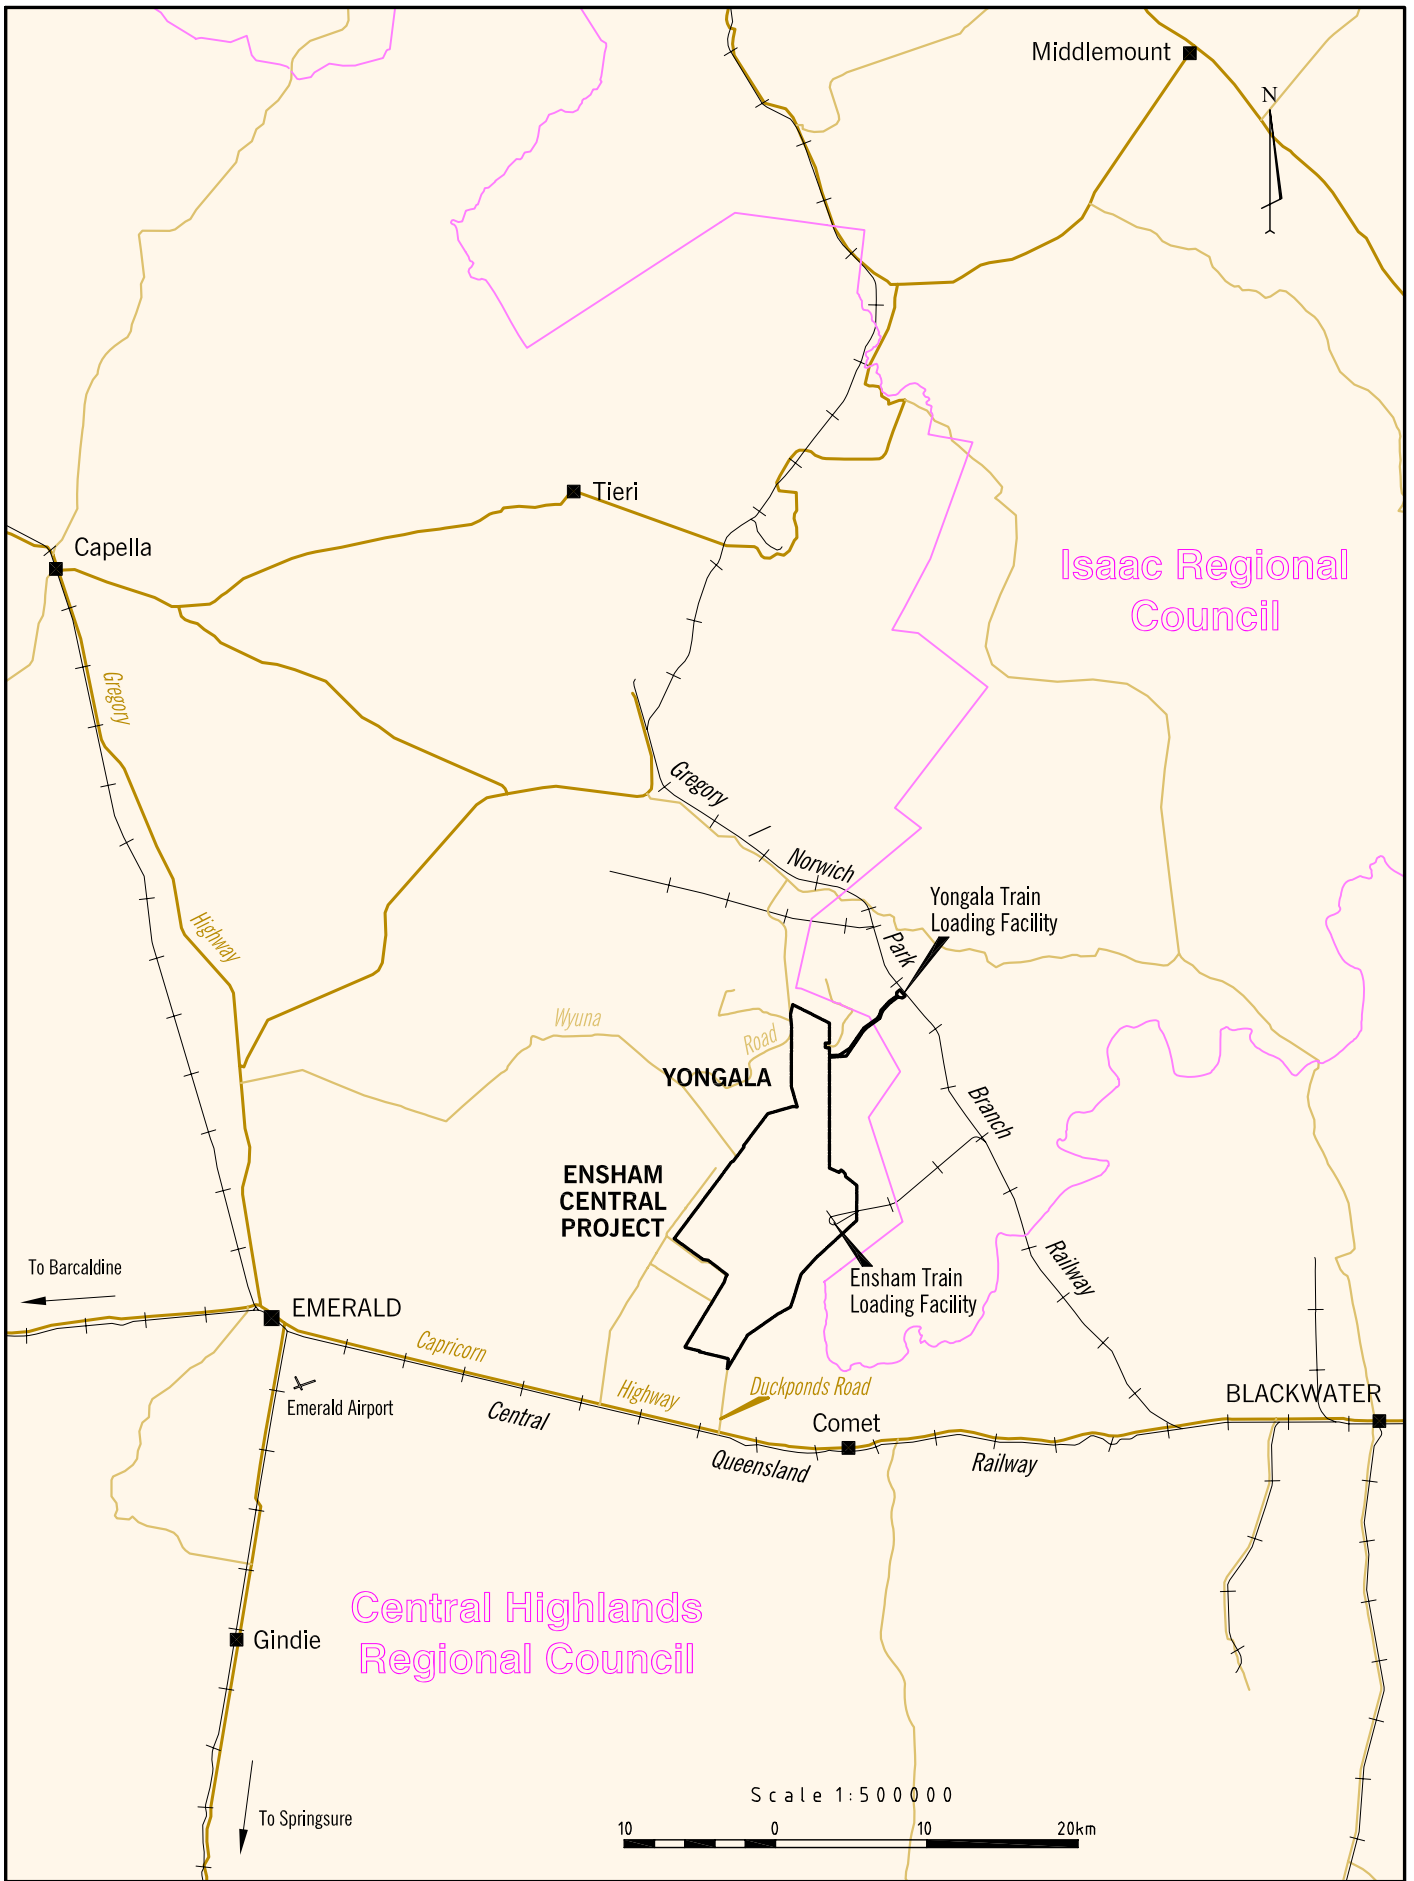 Middlemount
N
Tieri
Capella
Isaac Regional
Council
Gregory
Highway
Gregory
Norwich
Park
Branch
Railway
Yongala Train
Loading Facility
Wyuna
Road
YONGALA
ENSHAM
CENTRAL
PROJECT
Ensham Train
Loading Facility
To Barcaldine
EMERALD
Emerald Airport
Capricorn
Highway
Duckponds Road
Central
Queensland
Railway
Comet
BLACKWATER
Central Highlands
Regional Council
Gindie
To Springsure
Scale 1:500000
10 0 10 20km